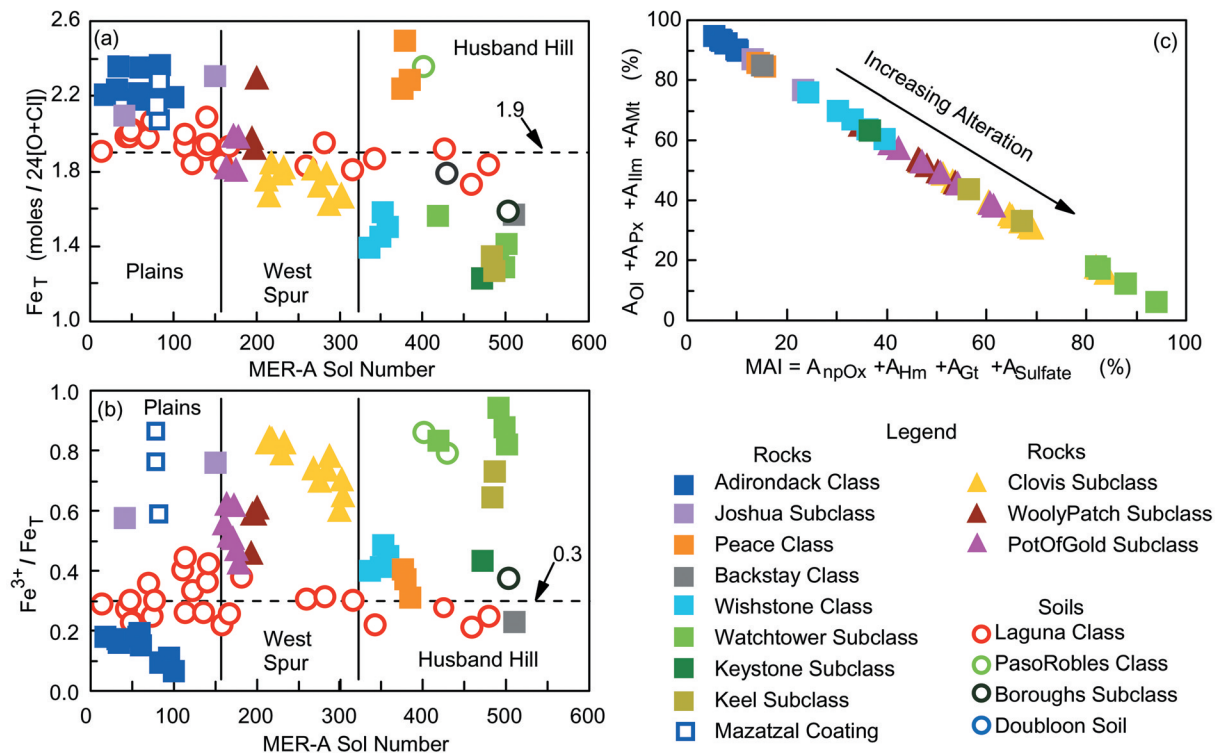 (a)
Husband Hill
1.9
Plains
West
Spur
2.6
2.2
1.8
1.4
1.0
Fe_T (moles / 24[O+Cl])
0 100 200 300 400 500 600
MER-A Sol Number
(b)
Plains
0.3
West
Spur
Husband Hill
1.0
0.8
0.6
0.4
0.2
0.0
Fe³⁺ / Fe_T
0 100 200 300 400 500 600
MER-A Sol Number
(c)
Increasing Alteration
100
80
60
40
20
0
A_Ol +A_Px +A_Ilm +A_Mt (%)
0 20 40 60 80 100
MAI = A_npOx +A_Hm +A_Gt +A_Sulfate (%)
Legend
Rocks
Adirondack Class
Joshua Subclass
Peace Class
Backstay Class
Wishstone Class
Watchtower Subclass
Keystone Subclass
Keel Subclass
Mazatzal Coating
Rocks
Clovis Subclass
WoolyPatch Subclass
PotOfGold Subclass
Soils
Laguna Class
PasoRobles Class
Boroughs Subclass
Doubloon Soil